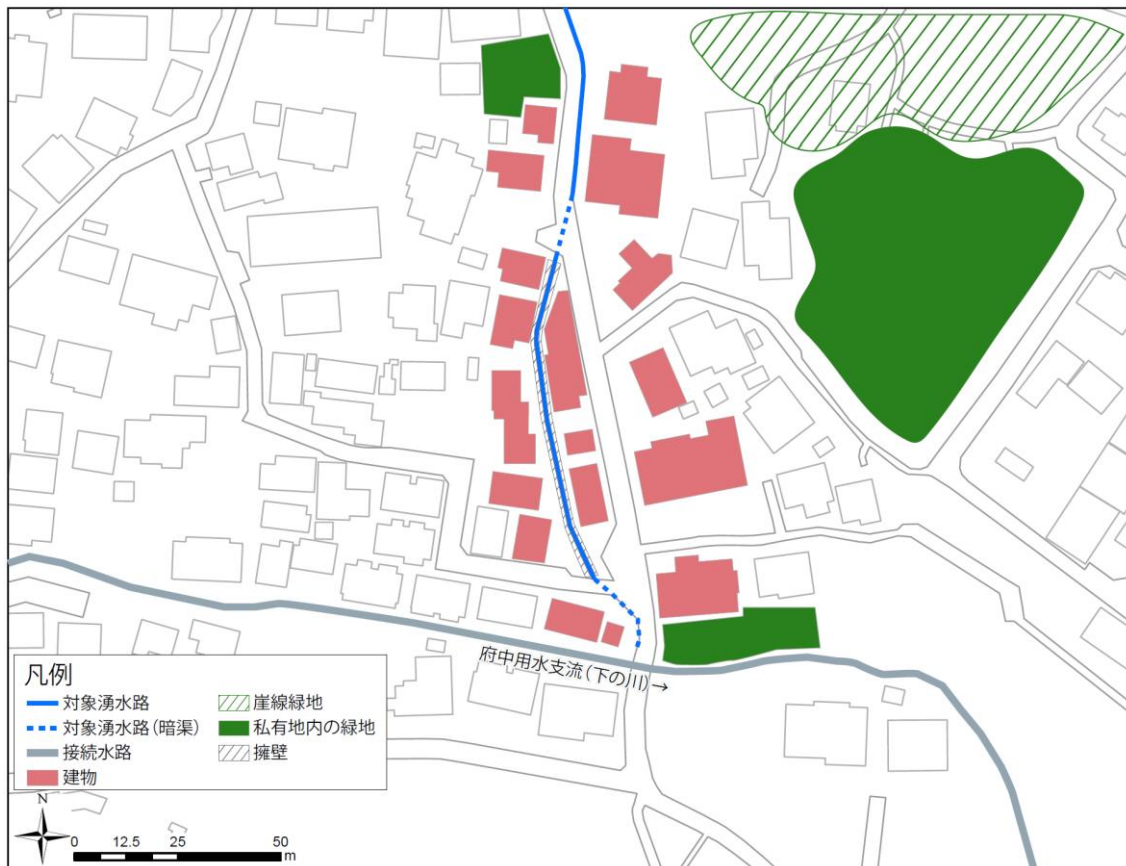 府中用水支流(下の川)→
凡例
対象湧水路
対象湧水路(暗渠)
接続水路
建物
崖線緑地
私有地内の緑地
擁壁
N
0 12.5 25 50
m